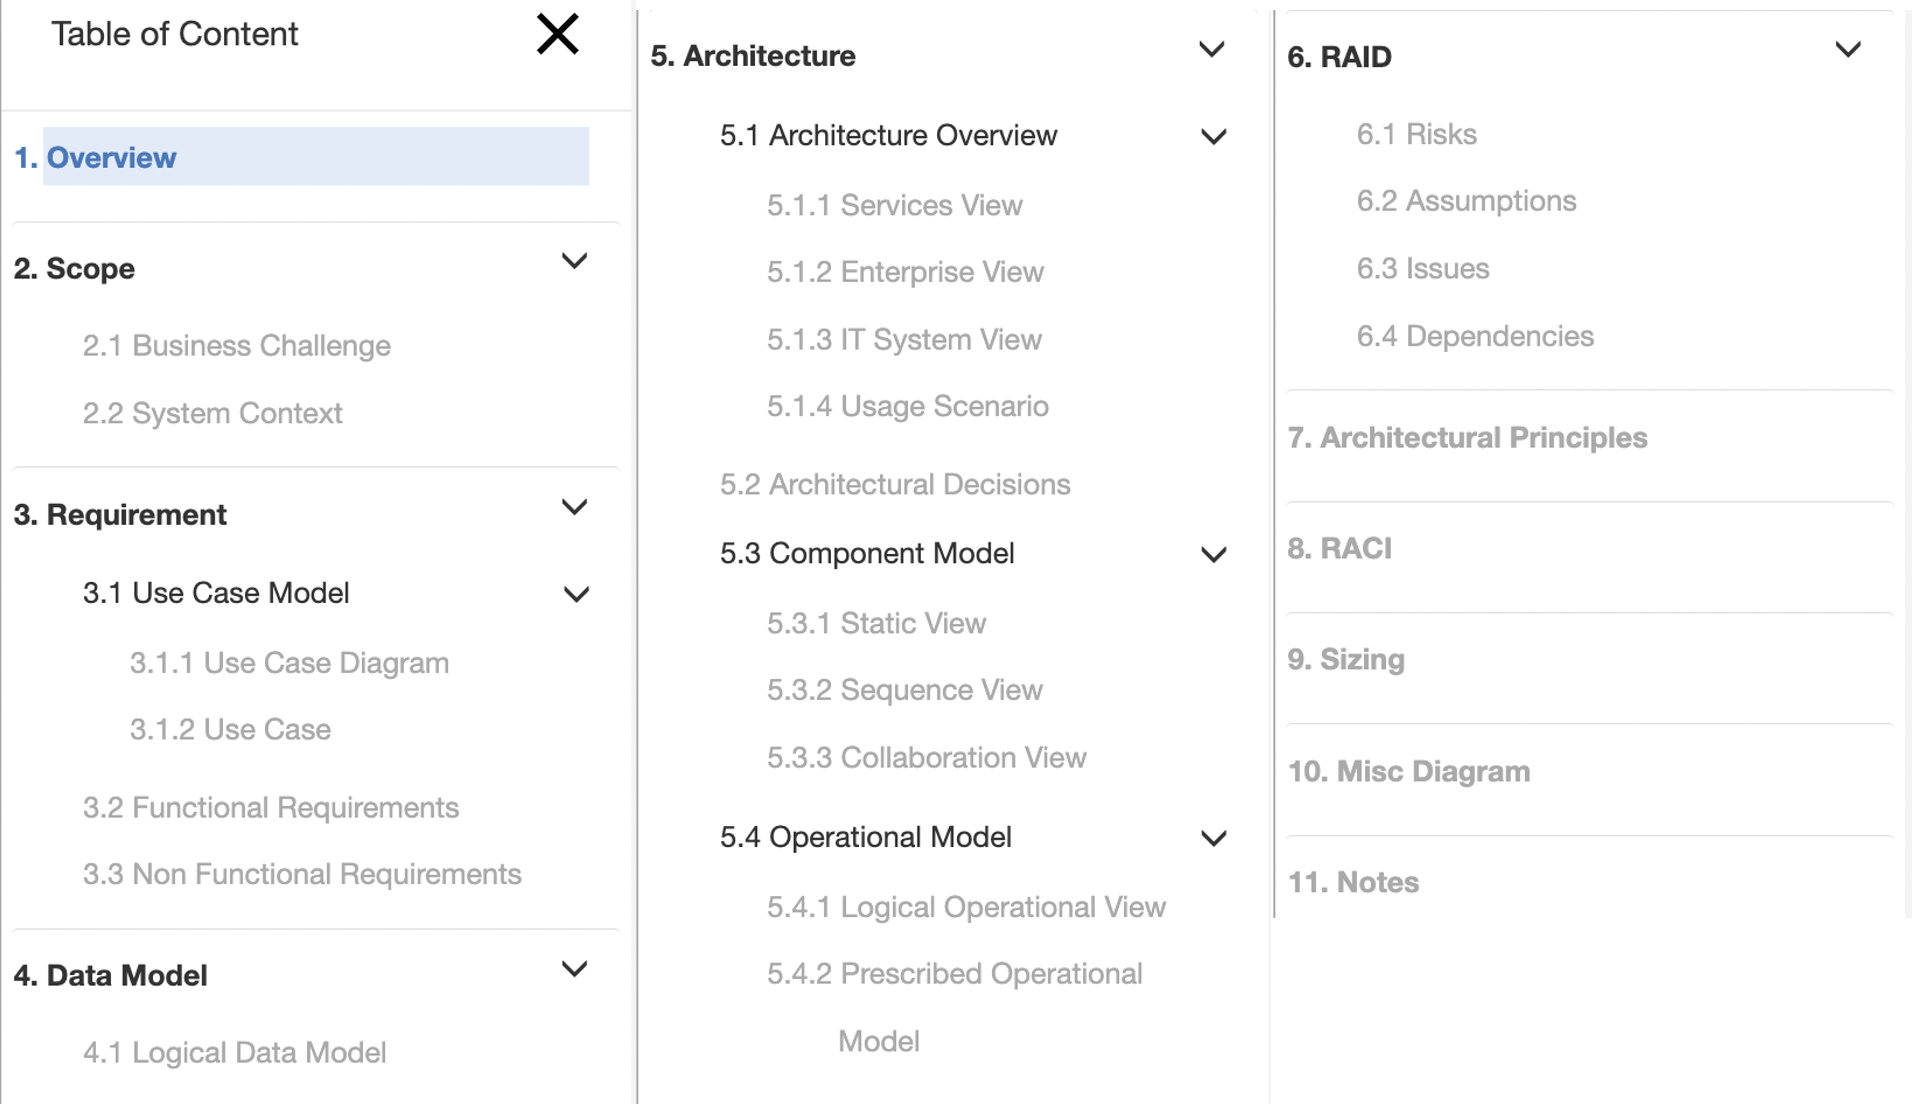 Table of Content
1. Overview
2. Scope
2.1 Business Challenge
2.2 System Context
3. Requirement
3.1 Use Case Model
3.1.1 Use Case Diagram
3.1.2 Use Case
3.2 Functional Requirements
3.3 Non Functional Requirements
4. Data Model
4.1 Logical Data Model
5. Architecture
5.1 Architecture Overview
5.1.1 Services View
5.1.2 Enterprise View
5.1.3 IT System View
5.1.4 Usage Scenario
5.2 Architectural Decisions
5.3 Component Model
5.3.1 Static View
5.3.2 Sequence View
5.3.3 Collaboration View
5.4 Operational Model
5.4.1 Logical Operational View
5.4.2 Prescribed Operational
Model
6. RAID
6.1 Risks
6.2 Assumptions
6.3 Issues
6.4 Dependencies
7. Architectural Principles
8. RACI
9. Sizing
10. Misc Diagram
11. Notes